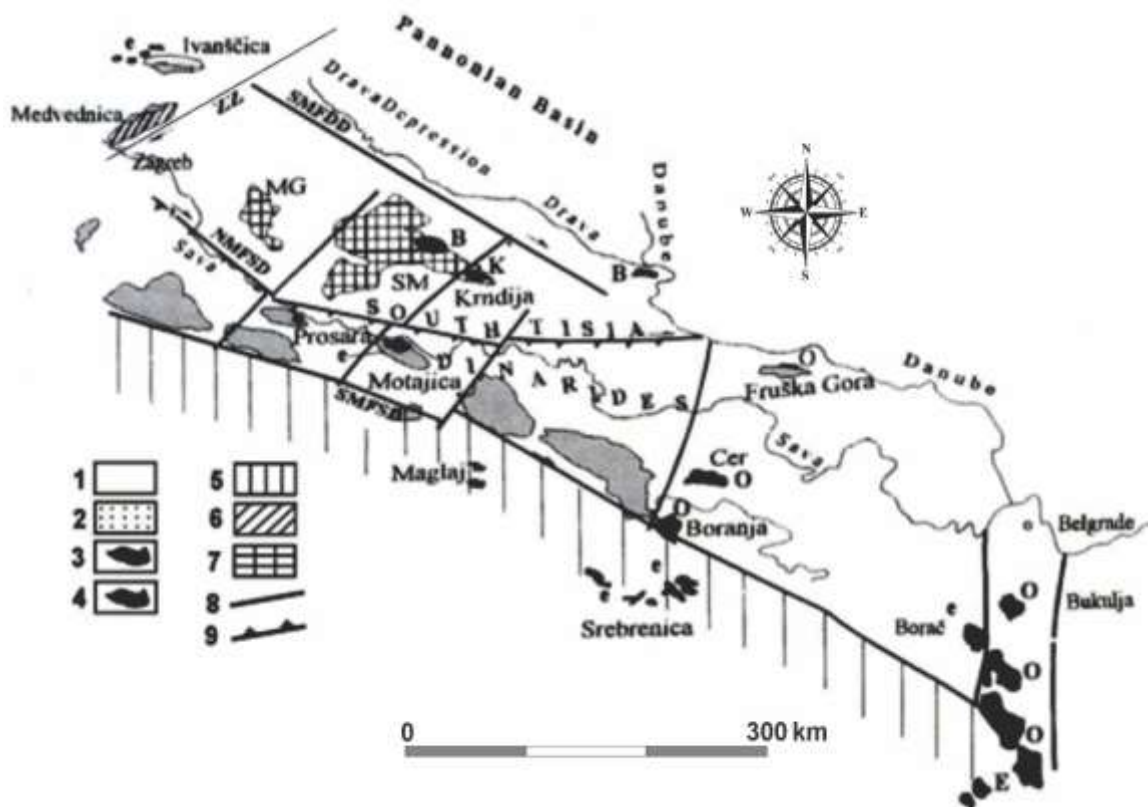 e
Ivanščica
Pannonian Basin
Medvednica
ZL
SMFDD
Drava Depression
Zagreb
MG
Drava
Danube
N
W
E
S
Sava
NMFSD
B
K
SM
B
Krndija
SOUTH TISIA
Prosara
e
DINARIDES
O
Fruška Gora
Danube
Motajica
SMFSD
Sava
Cer
O
Maglaj
O
Boranja
Belgrade
e
e
Srebrenica
O
Bukulja
e
Borač
O
O
E
1
2
3
4
5
6
7
8
9
0
300 km